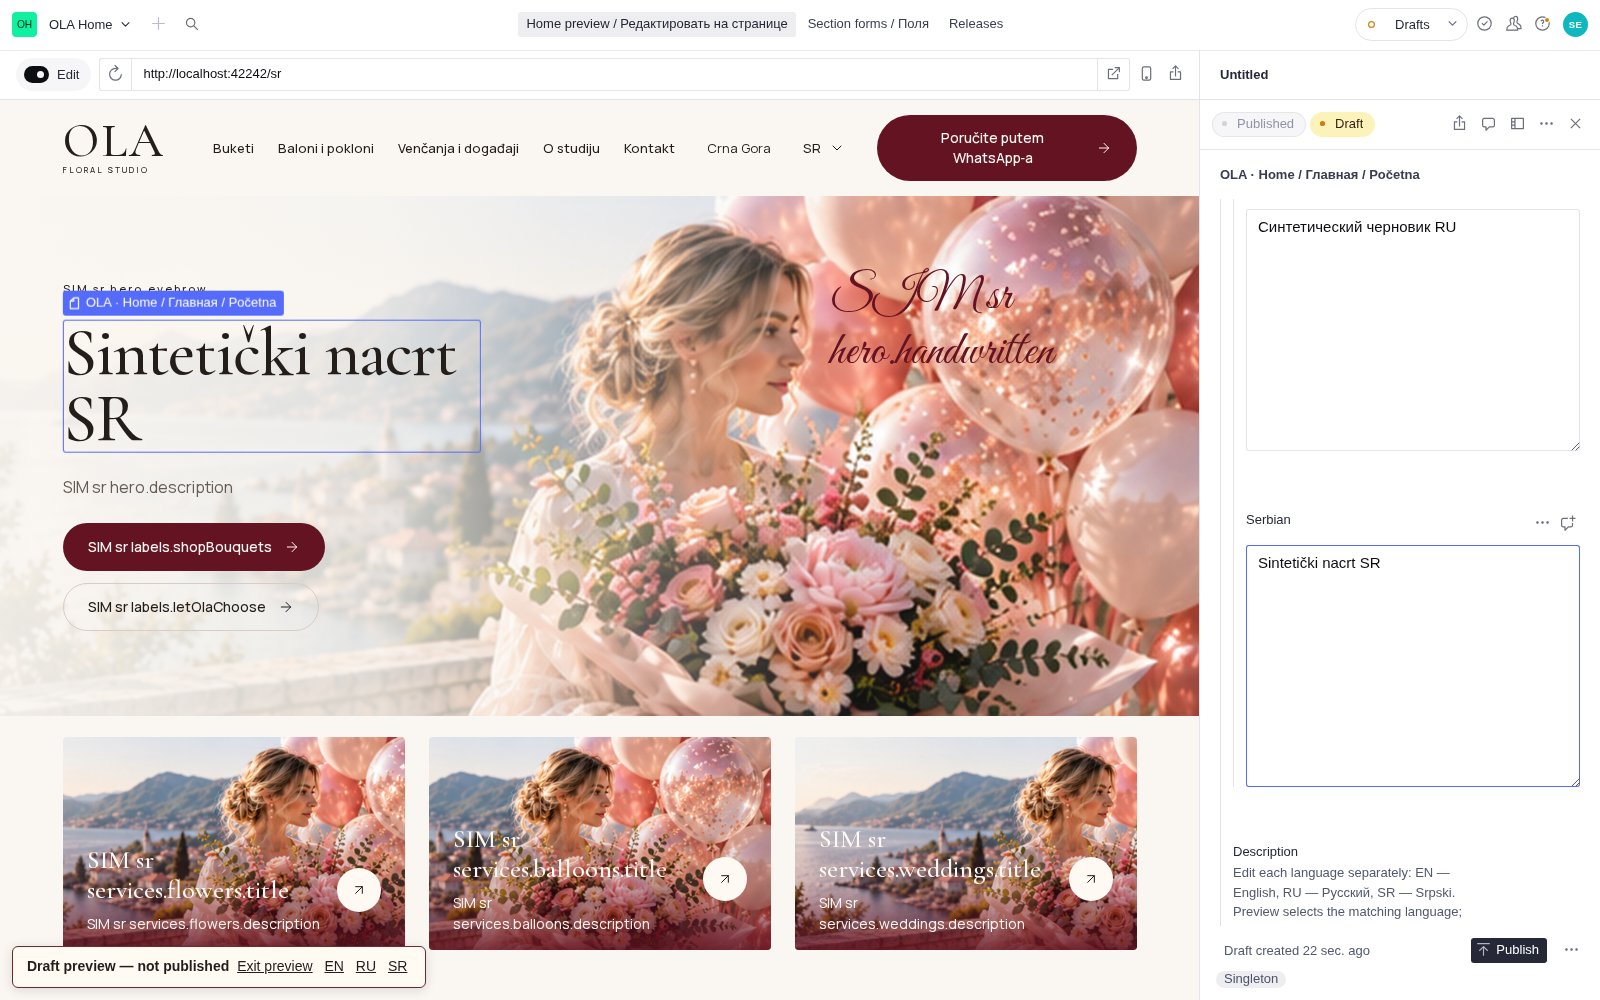 OH
OLA Home
Home preview / Редактировать на странице
Section forms / Поля
Releases
Drafts
SE
Edit
http://localhost:42242/sr
Untitled
Published
Draft
OLA
FLORAL STUDIO
Buketi
Baloni i pokloni
Venčanja i događaji
O studiju
Kontakt
Crna Gora
SR
Poručite putem
WhatsApp-a
OLA · Home / Главная / Početna
SIM sr hero.eyebrow
OLA · Home / Главная / Početna
Sintetički nacrt
SR
SIM sr
hero.handwritten
SIM sr hero.description
SIM sr labels.shopBouquets
SIM sr labels.letOlaChoose
Синтетический черновик RU
Serbian
Sintetički nacrt SR
SIM sr
services.flowers.title
SIM sr services.flowers.description
SIM sr
services.balloons.title
SIM sr
services.balloons.description
SIM sr
services.weddings.title
SIM sr
services.weddings.description
Description
Edit each language separately: EN —
English, RU — Русский, SR — Srpski.
Preview selects the matching language;
Draft preview — not published
Exit preview
EN
RU
SR
Draft created 22 sec. ago
Publish
Singleton